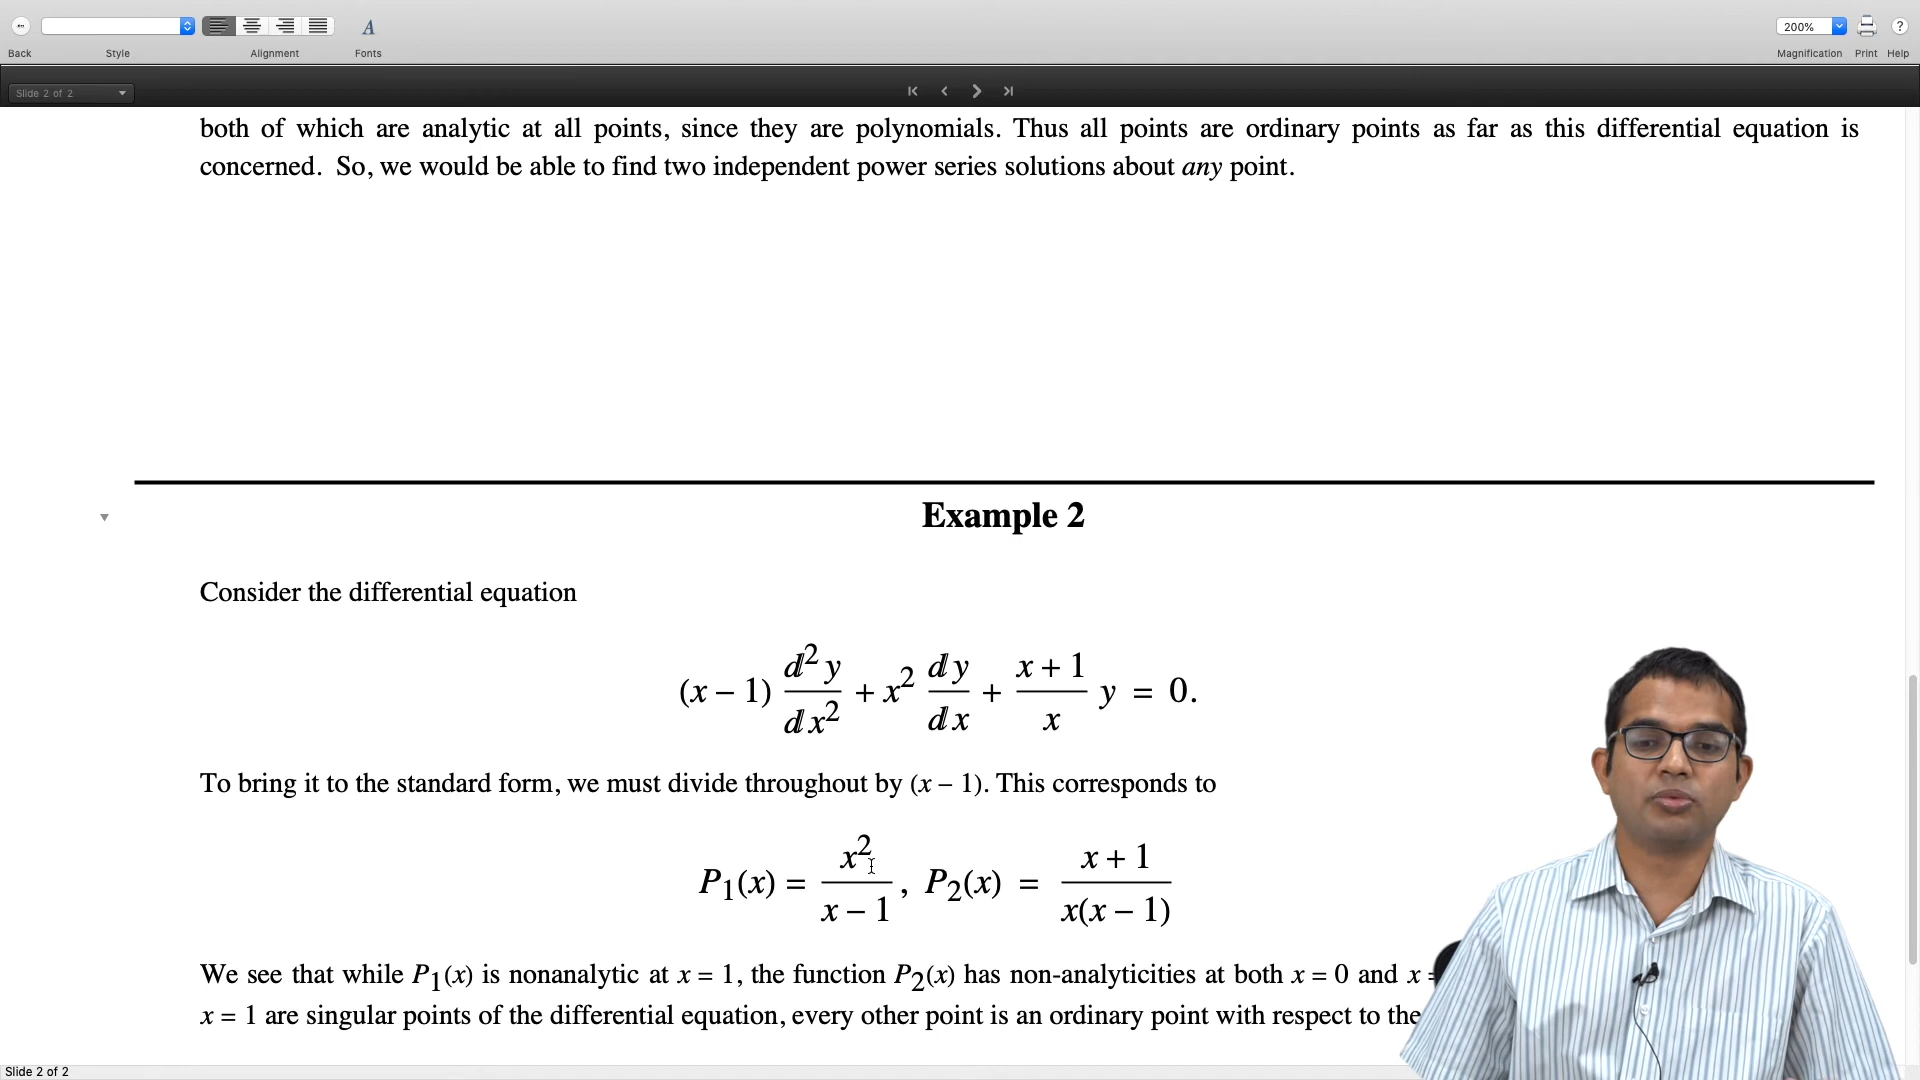 200%
Back Style Alignment Fonts Magnification Print Help
Slide 2 of 2
both of which are analytic at all points, since they are polynomials. Thus all points are ordinary points as far as this differential equation is
concerned. So, we would be able to find two independent power series solutions about any point.
Example 2
Consider the differential equation
(x – 1) d²y/dx² + x² dy/dx + (x + 1)/x y = 0.
To bring it to the standard form, we must divide throughout by (x – 1). This corresponds to
P₁(x) = x²/(x – 1), P₂(x) = (x + 1)/(x(x – 1))
We see that while P₁(x) is nonanalytic at x = 1, the function P₂(x) has non-analyticities at both x = 0 and x
x = 1 are singular points of the differential equation, every other point is an ordinary point with respect to the
Slide 2 of 2